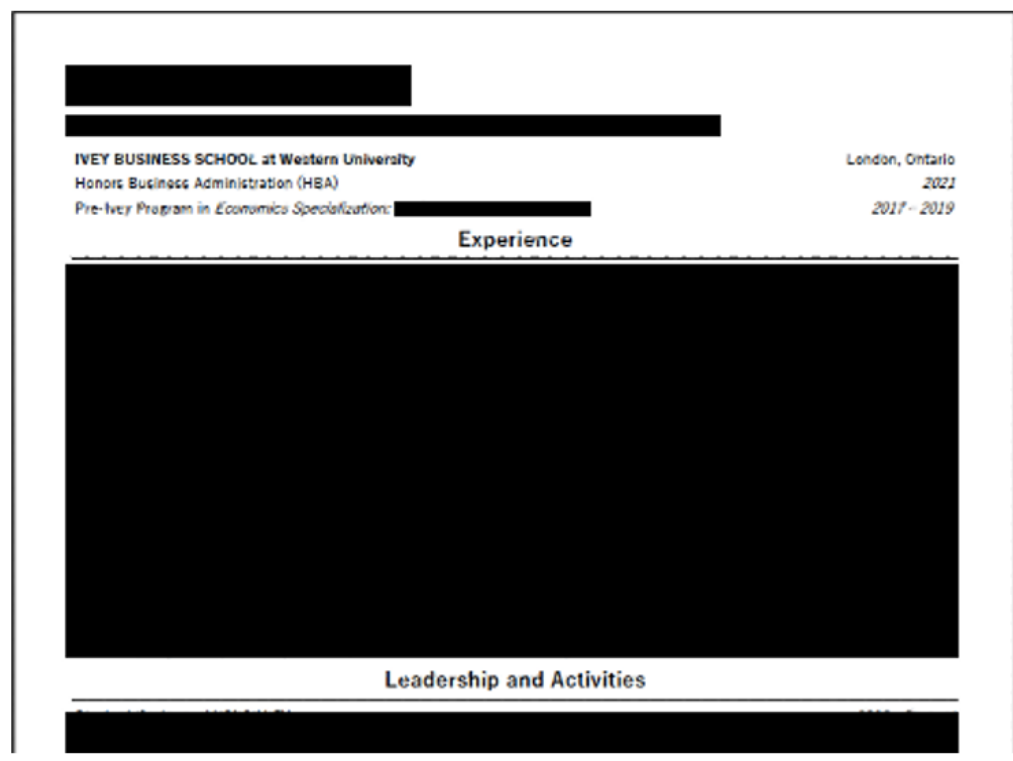 IVEY BUSINESS SCHOOL at Western University London, Ontario
Honors Business Administration (HBA) 2021
Pre-Ivey Program in Economics Specialization: 2017 – 2019
Experience
Leadership and Activities